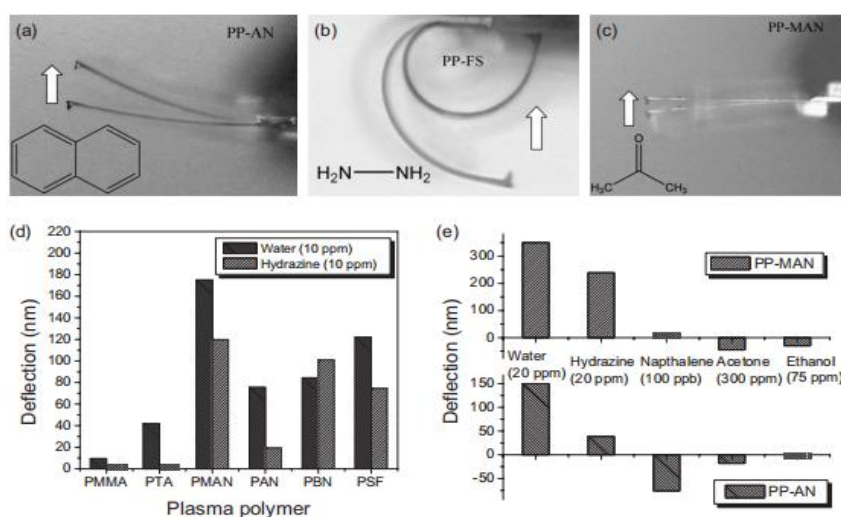 (a)
PP-AN
(b)
PP-FS
H₂N—NH₂
(c)
PP-MAN
O
H₃C
CH₃
(d)
Deflection (nm)
220
200
180
160
140
120
100
80
60
40
20
0
Water (10 ppm)
Hydrazine (10 ppm)
PMMA PTA PMAN PAN PBN PSF
Plasma polymer
(e)
Deflection (nm)
300
200
100
0
PP-MAN
Water Hydrazine Napthalene Acetone Ethanol
(20 ppm) (20 ppm) (100 ppb) (300 ppm) (75 ppm)
150
100
50
0
-50
PP-AN